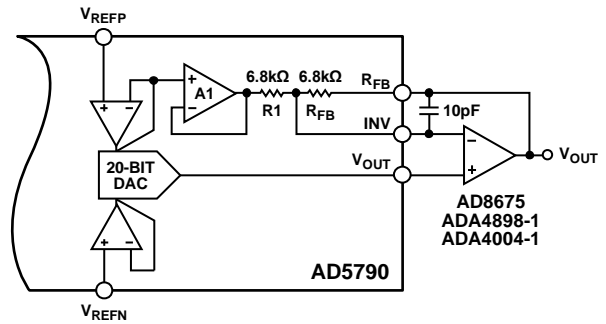 VREFP
6.8kΩ 6.8kΩ
A1
R1 RFB
RFB
10pF
INV
20-BIT
DAC
VOUT
VOUT
AD8675
ADA4898-1
ADA4004-1
AD5790
VREFN
+ −
+
−
−
+
+ −